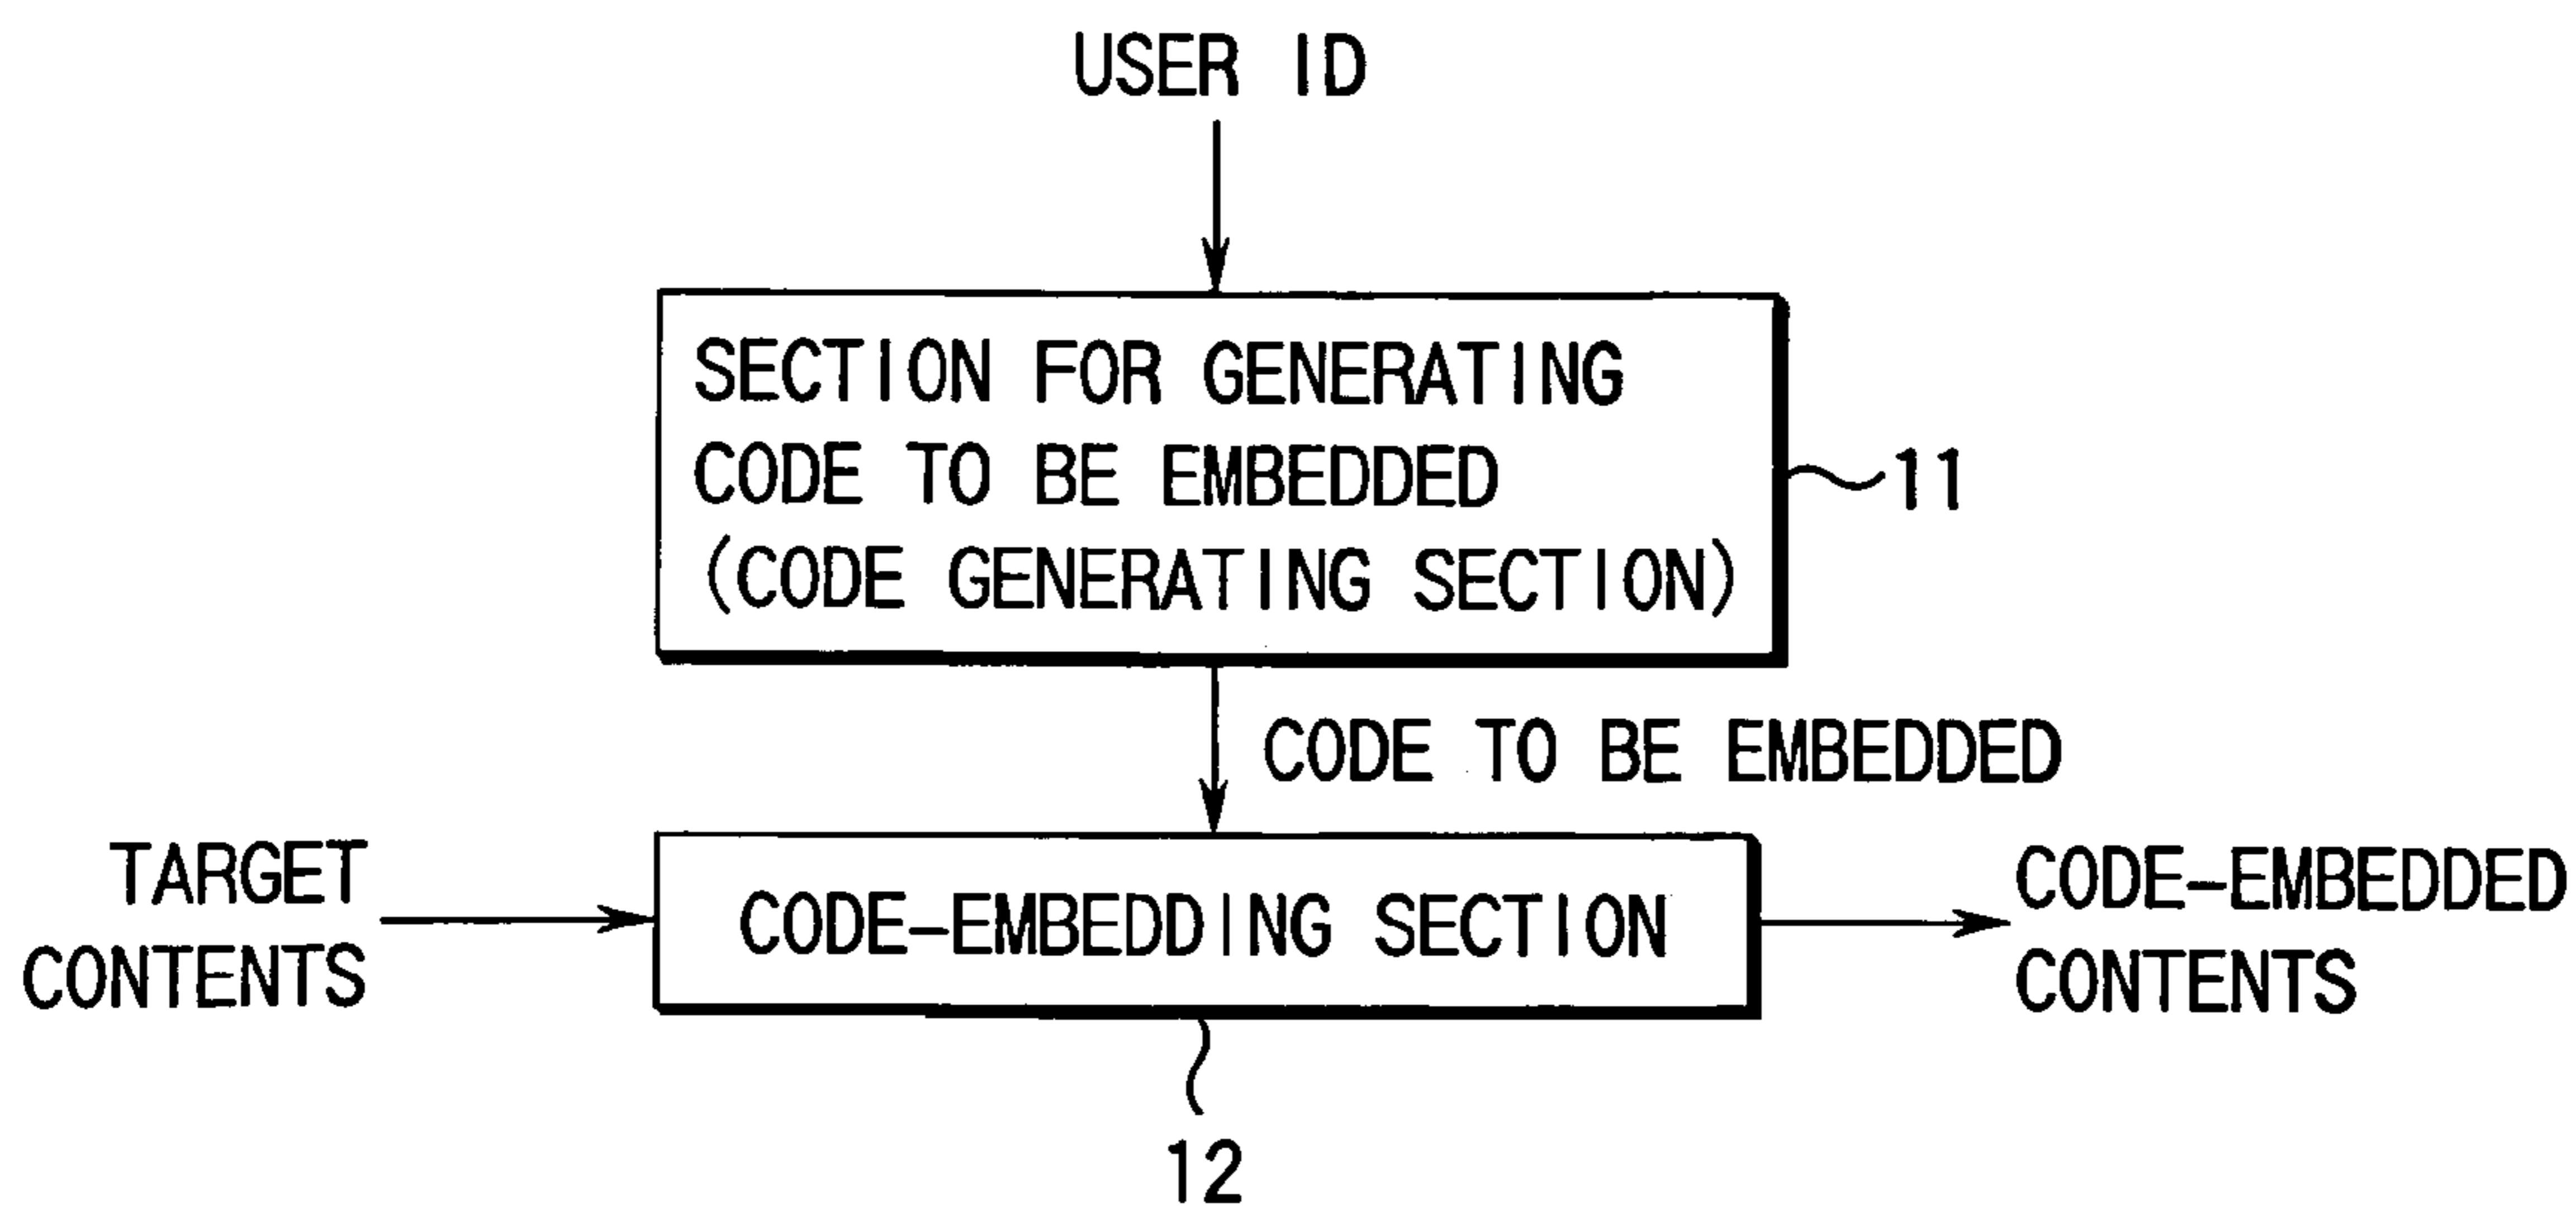 USER ID
SECTION FOR GENERATING
CODE TO BE EMBEDDED
(CODE GENERATING SECTION)
11
CODE TO BE EMBEDDED
TARGET
CONTENTS
CODE-EMBEDDING SECTION
CODE-EMBEDDED
CONTENTS
12